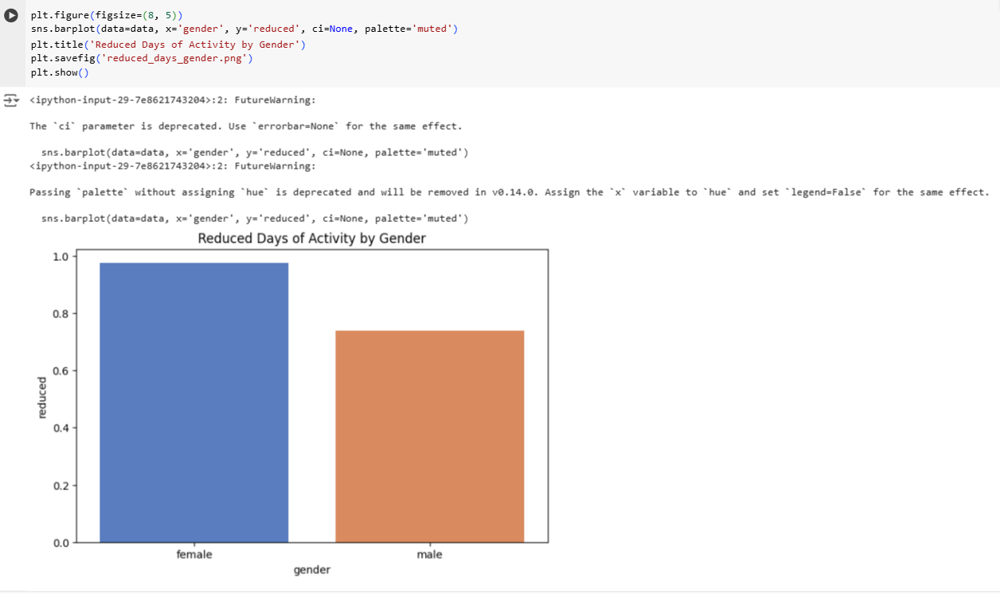 plt.figure(figsize=(8, 5))
sns.barplot(data=data, x='gender', y='reduced', ci=None, palette='muted')
plt.title('Reduced Days of Activity by Gender')
plt.savefig('reduced_days_gender.png')
plt.show()
<ipython-input-29-7e8621743204>:2: FutureWarning:
The `ci` parameter is deprecated. Use `errorbar=None` for the same effect.
sns.barplot(data=data, x='gender', y='reduced', ci=None, palette='muted')
<ipython-input-29-7e8621743204>:2: FutureWarning:
Passing `palette` without assigning `hue` is deprecated and will be removed in v0.14.0. Assign the `x` variable to `hue` and set `legend=False` for the same effect.
sns.barplot(data=data, x='gender', y='reduced', ci=None, palette='muted')
Reduced Days of Activity by Gender
1.0
0.8
0.6
0.4
0.2
0.0
reduced
female male
gender